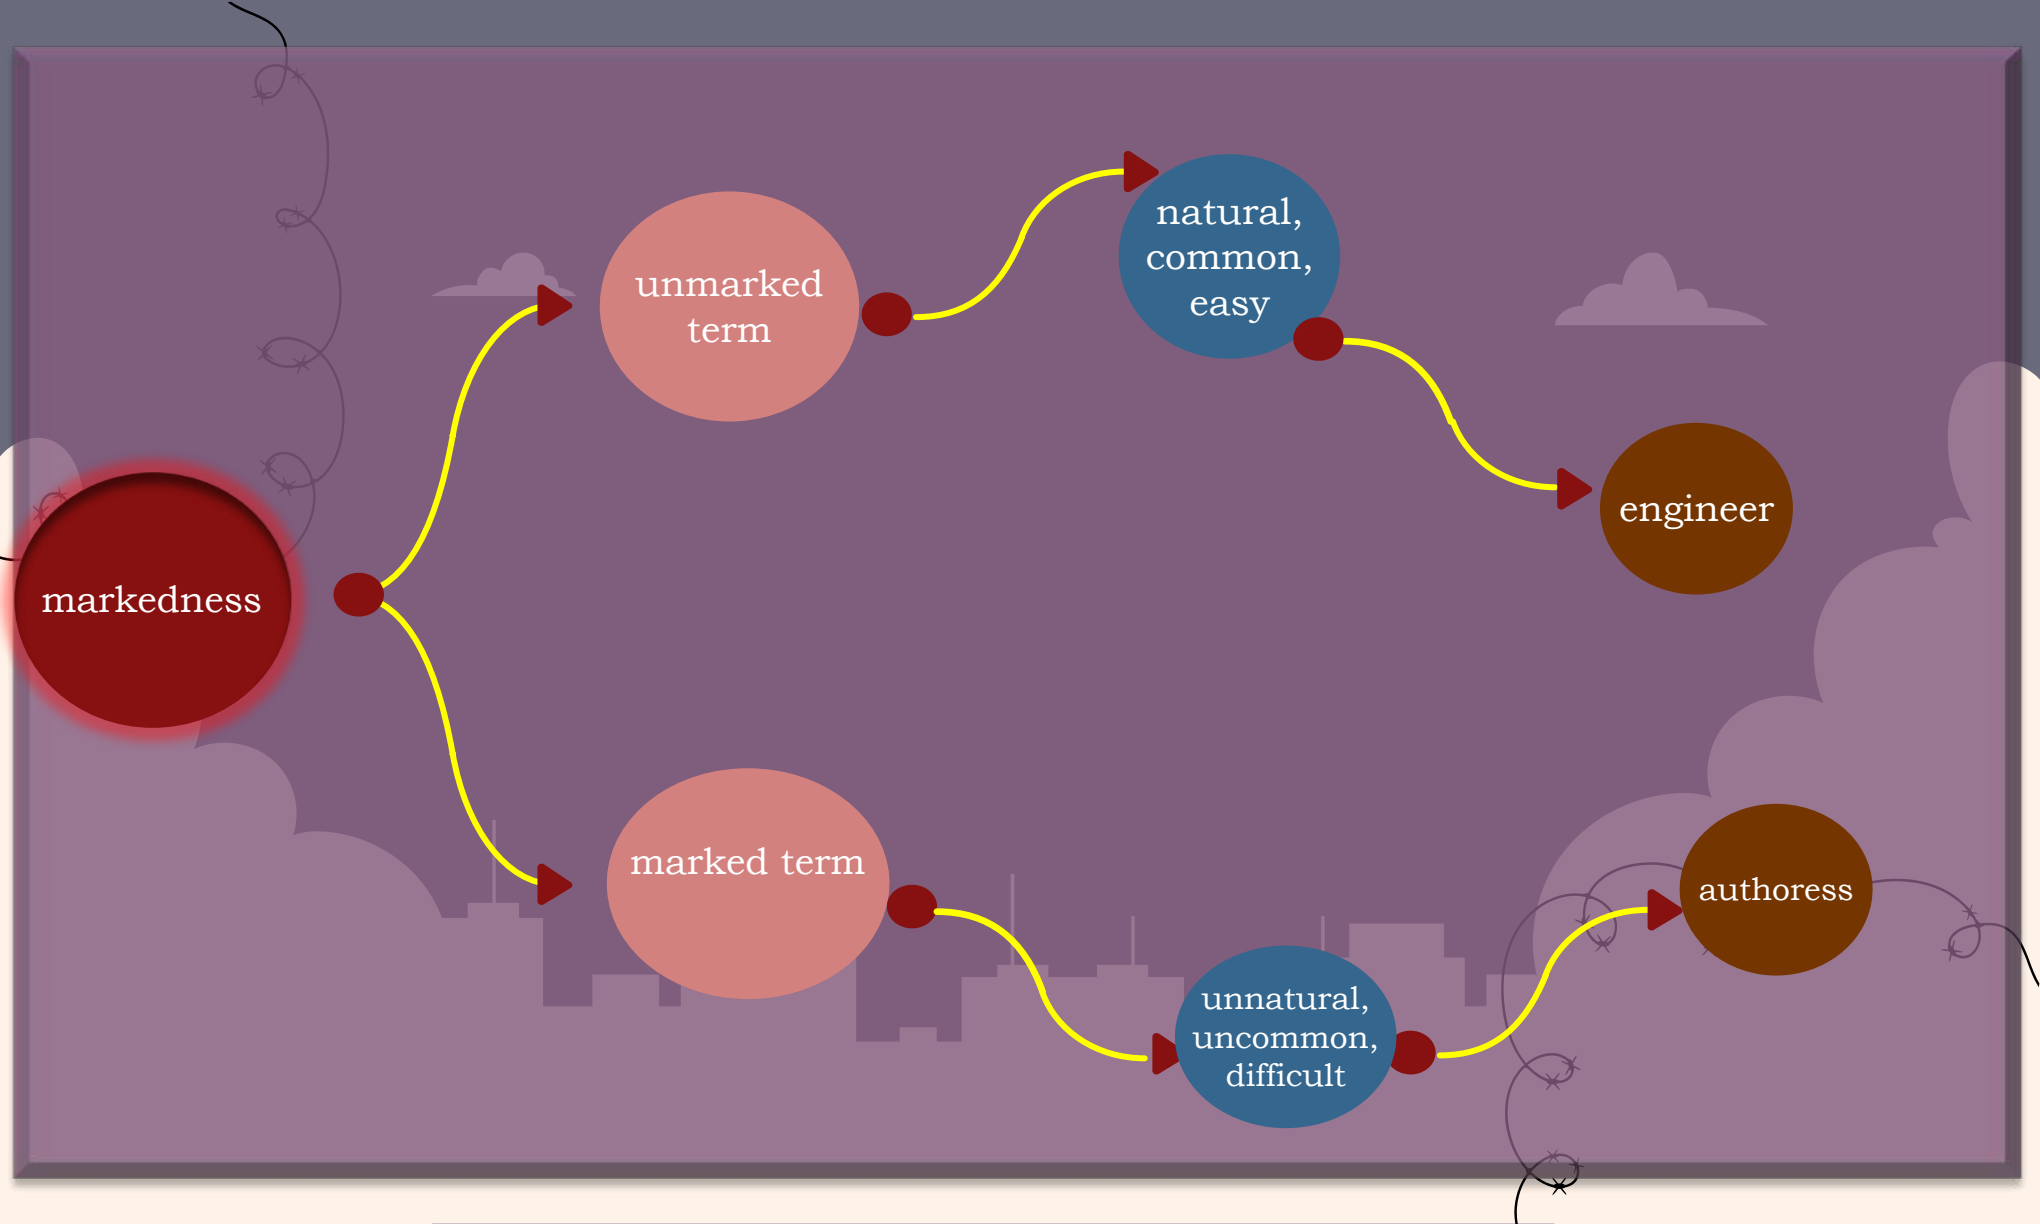 markedness
unmarked
term
natural,
common,
easy
engineer
marked term
unnatural,
uncommon,
difficult
authoress